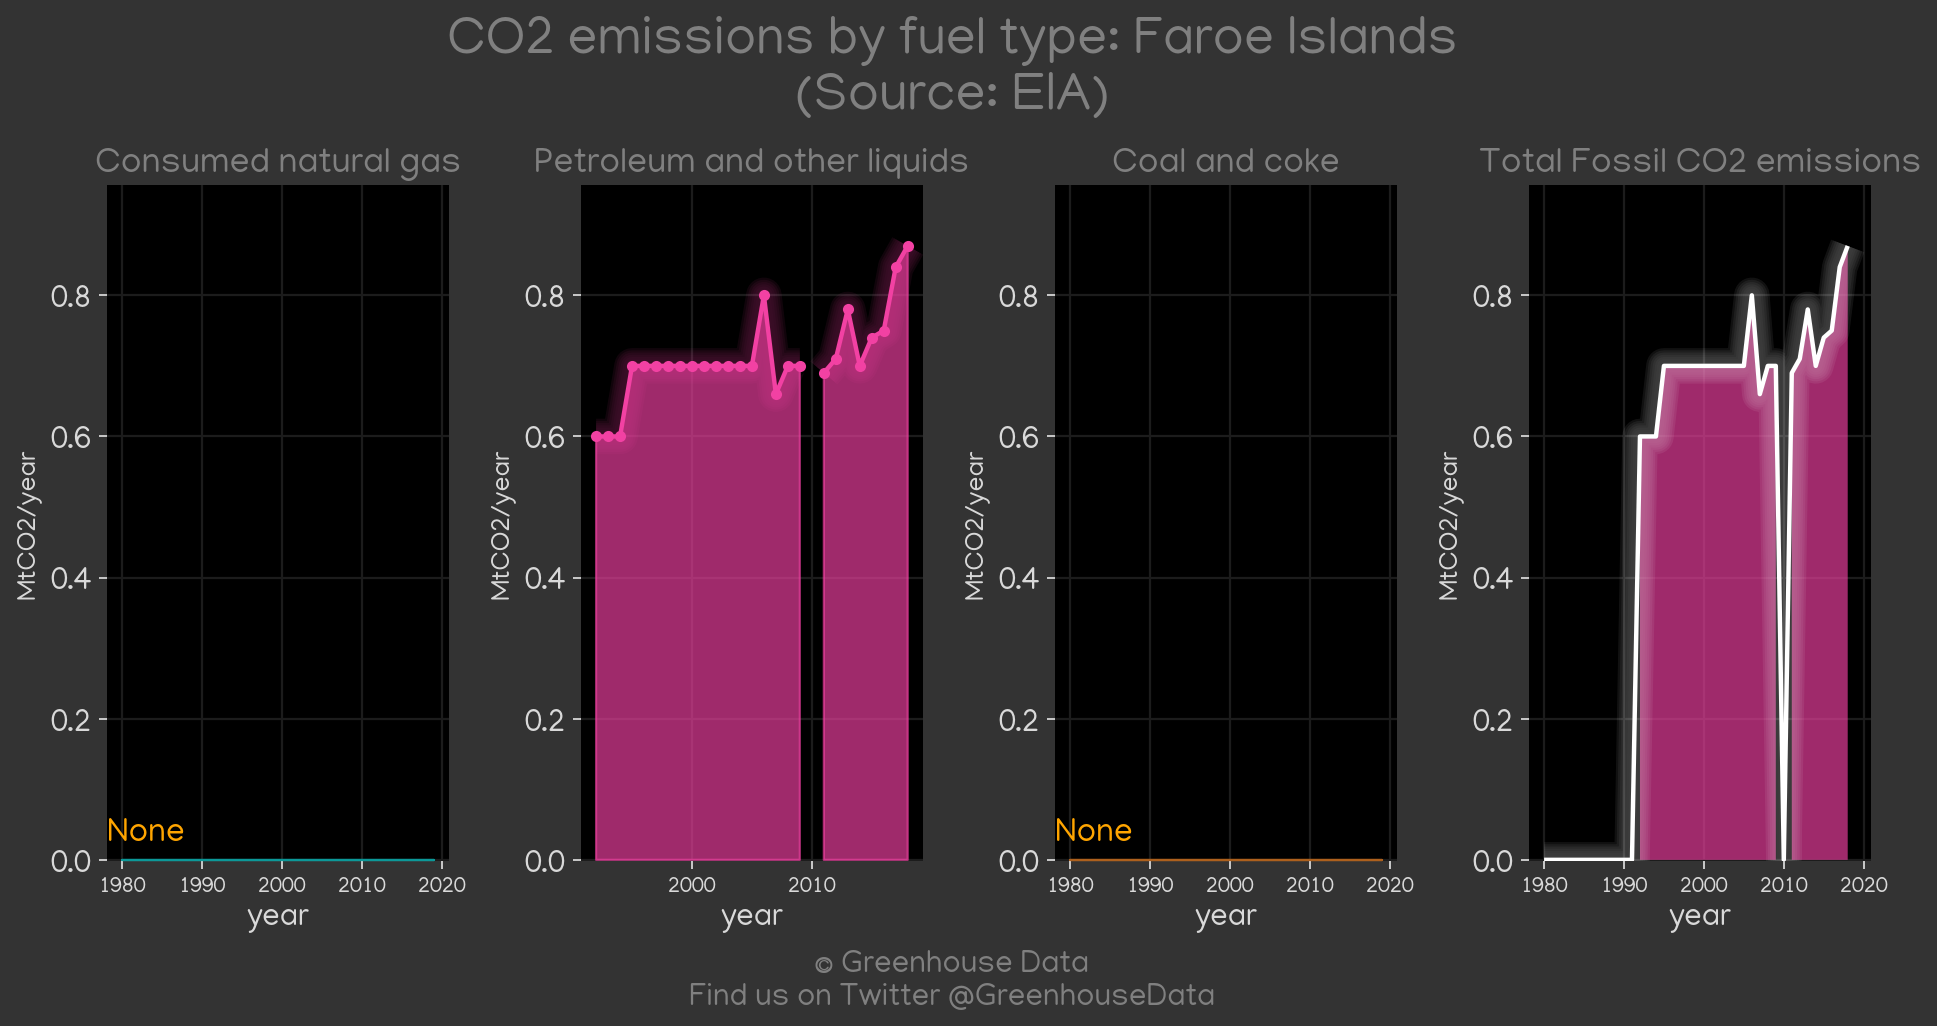 CO2 emissions by fuel type: Faroe Islands
(Source: EIA)
Consumed natural gas
MtCO2/year
0.8
0.6
0.4
0.2
0.0
None
1980 1990 2000 2010 2020
year
Petroleum and other liquids
MtCO2/year
0.8
0.6
0.4
0.2
0.0
2000 2010
year
Coal and coke
MtCO2/year
0.8
0.6
0.4
0.2
0.0
None
1980 1990 2000 2010 2020
year
Total Fossil CO2 emissions
MtCO2/year
0.8
0.6
0.4
0.2
0.0
1980 1990 2000 2010 2020
year
© Greenhouse Data
Find us on Twitter @GreenhouseData